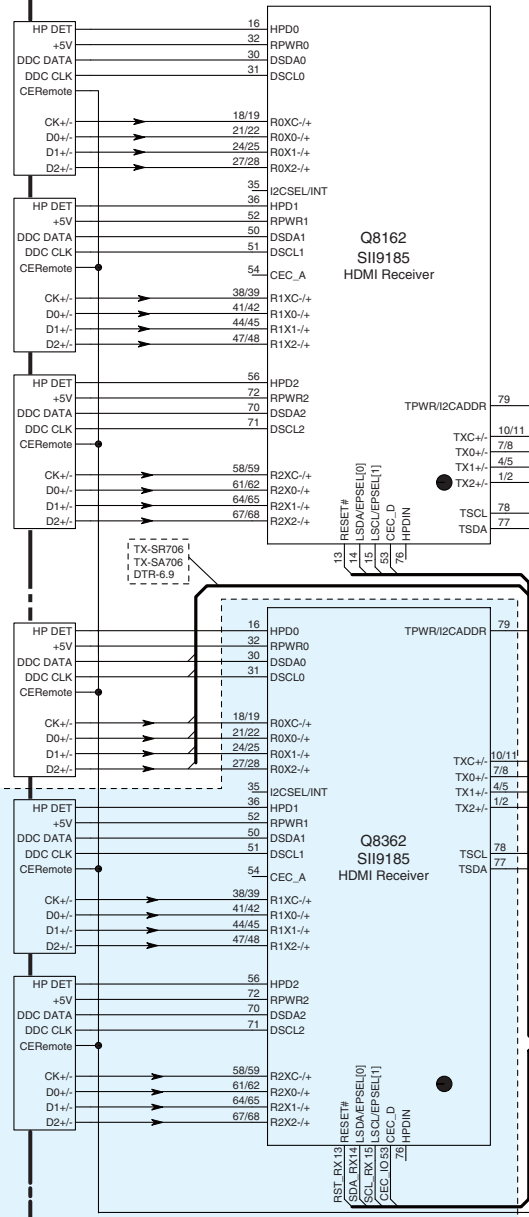 HP DET 16 HPD0
+5V 32 RPWR0
DDC DATA 30 DSDA0
DDC CLK 31 DSCL0
CERemote
CK+/- 18/19 R0XC-/+
D0+/- 21/22 R0X0-/+
D1+/- 24/25 R0X1-/+
D2+/- 27/28 R0X2-/+
35 I2CSEL/INT
HP DET 36 HPD1
+5V 52 RPWR1
DDC DATA 50 DSDA1
DDC CLK 51 DSCL1
CERemote
54 CEC_A
Q8162
SII9185
HDMI Receiver
CK+/- 38/39 R1XC-/+
D0+/- 41/42 R1X0-/+
D1+/- 44/45 R1X1-/+
D2+/- 47/48 R1X2-/+
HP DET 56 HPD2
+5V 72 RPWR2
DDC DATA 70 DSDA2
DDC CLK 71 DSCL2
CERemote
TPWR/I2CADDR 79
TXC+/- 10/11
TX0+/- 7/8
TX1+/- 4/5
TX2+/- 1/2
TSCL 78
TSDA 77
CK+/- 58/59 R2XC-/+
D0+/- 61/62 R2X0-/+
D1+/- 64/65 R2X1-/+
D2+/- 67/68 R2X2-/+
13 RESET#
14 LSDA/EPSEL[0]
15 LSCL/EPSEL[1]
53 CEC_D
76 HPDIN
TX-SR706
TX-SA706
DTR-6.9
HP DET 16 HPD0
+5V 32 RPWR0
DDC DATA 30 DSDA0
DDC CLK 31 DSCL0
CERemote
TPWR/I2CADDR 79
CK+/- 18/19 R0XC-/+
D0+/- 21/22 R0X0-/+
D1+/- 24/25 R0X1-/+
D2+/- 27/28 R0X2-/+
TXC+/- 10/11
TX0+/- 7/8
TX1+/- 4/5
TX2+/- 1/2
35 I2CSEL/INT
HP DET 36 HPD1
+5V 52 RPWR1
DDC DATA 50 DSDA1
DDC CLK 51 DSCL1
CERemote
54 CEC_A
Q8362
SII9185
HDMI Receiver
TSCL 78
TSDA 77
CK+/- 38/39 R1XC-/+
D0+/- 41/42 R1X0-/+
D1+/- 44/45 R1X1-/+
D2+/- 47/48 R1X2-/+
HP DET 56 HPD2
+5V 72 RPWR2
DDC DATA 70 DSDA2
DDC CLK 71 DSCL2
CERemote
CK+/- 58/59 R2XC-/+
D0+/- 61/62 R2X0-/+
D1+/- 64/65 R2X1-/+
D2+/- 67/68 R2X2-/+
RST_RX 13 RESET#
SDA_RX 14 LSDA/EPSEL[0]
SCL_RX 15 LSCL/EPSEL[1]
CEC_IO 53 CEC_D
76 HPDIN